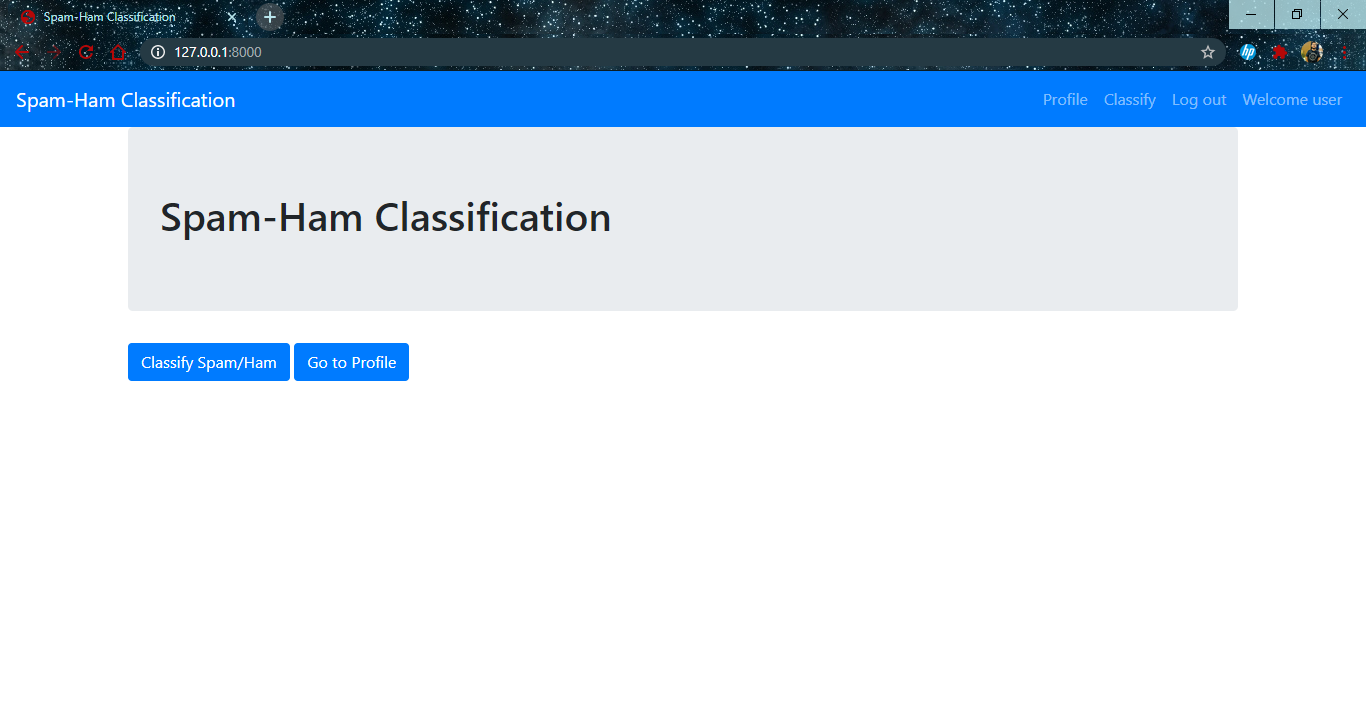 Spam-Ham Classification
127.0.0.1:8000
hp
Spam-Ham Classification Profile Classify Log out Welcome user
Spam-Ham Classification
Classify Spam/Ham Go to Profile